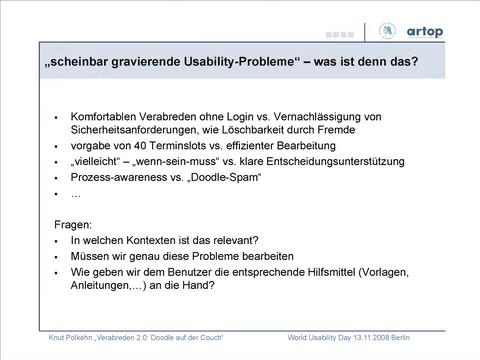 artop
„scheinbar gravierende Usability-Probleme“ – was ist denn das?
• Komfortablen Verabreden ohne Login vs. Vernachlässigung von
Sicherheitsanforderungen, wie Löschbarkeit durch Fremde
• vorgabe von 40 Terminslots vs. effizienter Bearbeitung
• „vielleicht“ – „wenn-sein-muss“ vs. klare Entscheidungsunterstützung
• Prozess-awareness vs. „Doodle-Spam“
• …
Fragen:
• In welchen Kontexten ist das relevant?
• Müssen wir genau diese Probleme bearbeiten
• Wie geben wir dem Benutzer die entsprechende Hilfsmittel (Vorlagen,
Anleitungen,…) an die Hand?
Knut Polkehn „Verabreden 2.0: Doodle auf der Couch“ World Usability Day 13.11.2008 Berlin